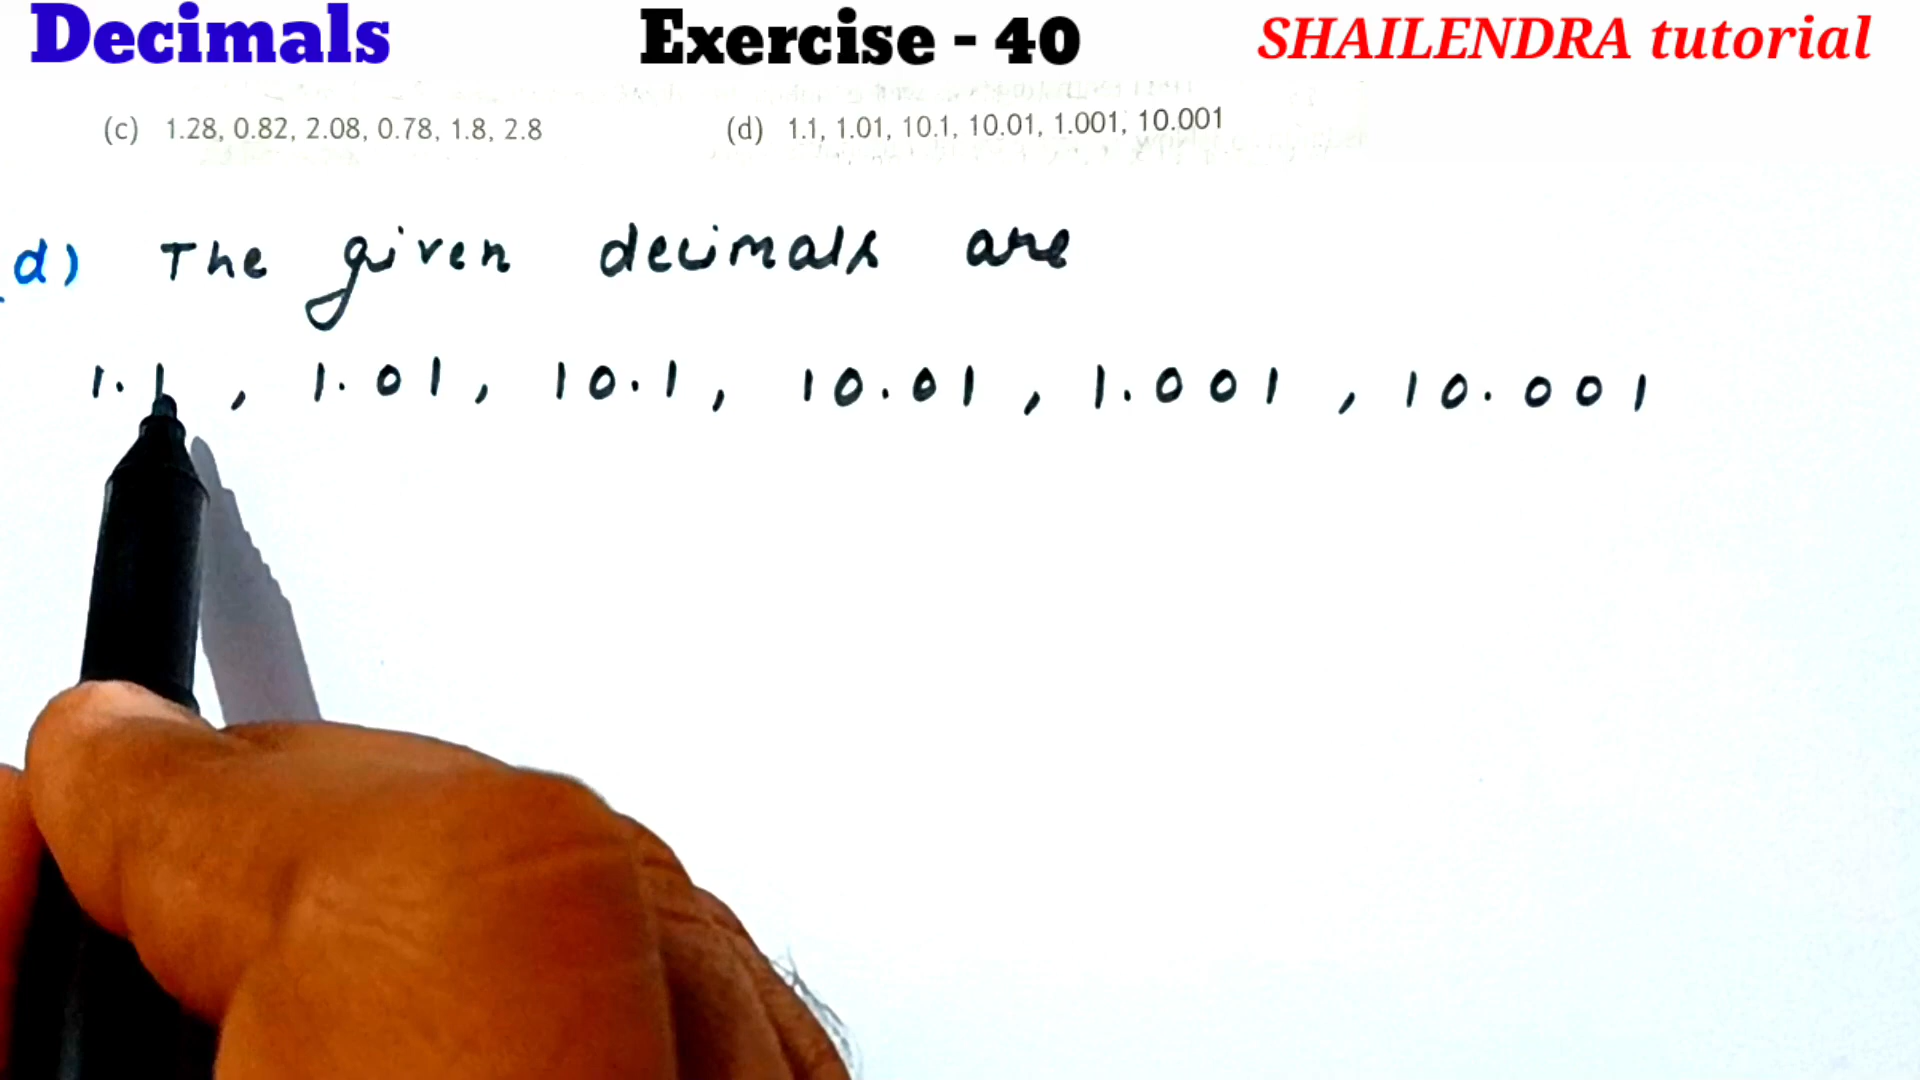 Decimals Exercise - 40 SHAILENDRA tutorial
(c) 1.28, 0.82, 2.08, 0.78, 1.8, 2.8 (d) 1.1, 1.01, 10.1, 10.01, 1.001, 10.001
d) The given decimals are
1.1, 1.01, 10.1, 10.01, 1.001, 10.001